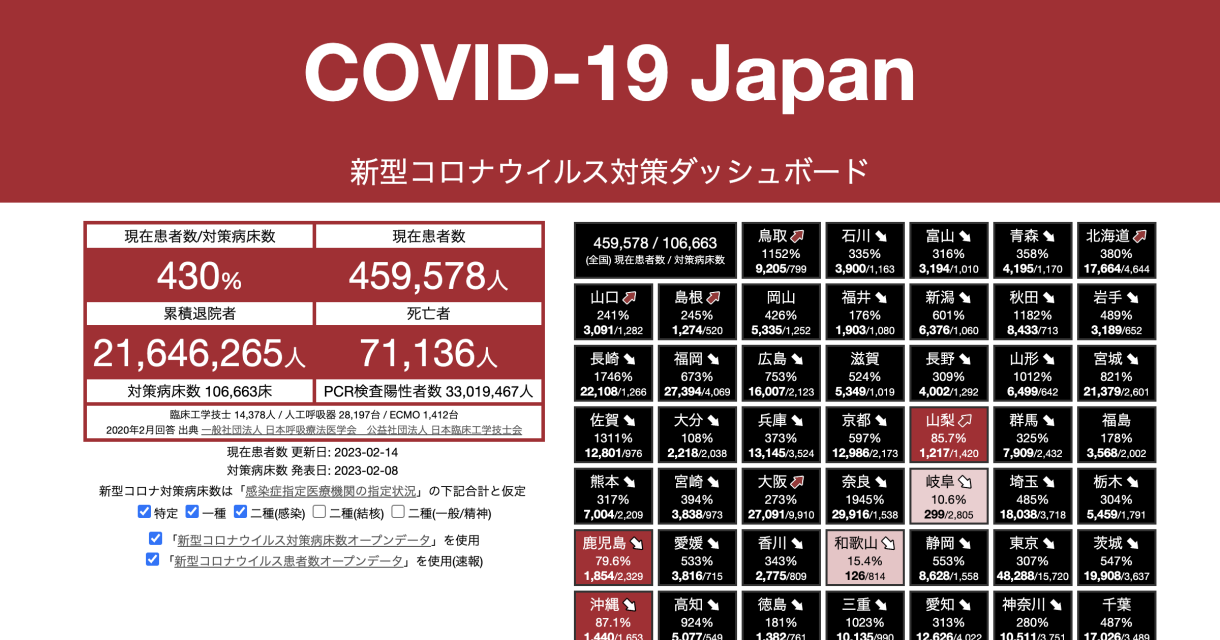 COVID-19 Japan
新型コロナウイルス対策ダッシュボード
現在患者数/対策病床数 現在患者数
430% 459,578人
累積退院者 死亡者
21,646,265人 71,136人
対策病床数 106,663床 PCR検査陽性者数 33,019,467人
臨床工学技士 14,378人 / 人工呼吸器 28,197台 / ECMO 1,412台
2020年2月回答 出典 一般社団法人 日本呼吸療法医学会 公益社団法人 日本臨床工学技士会
現在患者数 更新日: 2023-02-14
対策病床数 発表日: 2023-02-08
新型コロナ対策病床数は「感染症指定医療機関の指定状況」の下記合計と仮定
特定 一種 二種(感染) 二種(結核) 二種(一般/精神)
「新型コロナウイルス対策病床数オープンデータ」を使用
「新型コロナウイルス患者数オープンデータ」を使用(速報)
459,578 / 106,663
(全国) 現在患者数 / 対策病床数
鳥取 石川 富山 青森 北海道
1152% 335% 316% 358% 380%
9,205/799 3,900/1,163 3,194/1,010 4,195/1,170 17,664/4,644
山口 島根 岡山 福井 新潟 秋田 岩手
241% 245% 426% 176% 601% 1182% 489%
3,091/1,282 1,274/520 5,335/1,252 1,903/1,080 6,376/1,060 8,433/713 3,189/652
長崎 福岡 広島 滋賀 長野 山形 宮城
1746% 673% 753% 524% 309% 1012% 821%
22,108/1,266 27,394/4,069 16,007/2,123 5,349/1,019 4,002/1,292 6,499/642 21,379/2,601
佐賀 大分 兵庫 京都 山梨 群馬 福島
1311% 108% 373% 597% 85.7% 325% 178%
12,801/976 2,218/2,038 13,145/3,524 12,986/2,173 1,217/1,420 7,909/2,432 3,568/2,002
熊本 宮崎 大阪 奈良 岐阜 埼玉 栃木
317% 394% 273% 1945% 10.6% 485% 304%
7,004/2,209 3,838/973 27,091/9,910 29,916/1,538 299/2,805 18,038/3,718 5,459/1,791
鹿児島 愛媛 香川 和歌山 静岡 東京 茨城
79.6% 533% 343% 15.4% 553% 307% 547%
1,854/2,329 3,816/715 2,775/809 126/814 8,628/1,558 48,288/15,720 19,908/3,637
沖縄 高知 徳島 三重 愛知 神奈川 千葉
87.1% 924% 181% 1023% 313% 280% 487%
1,440/1,653 5,077/549 1,382/761 10,135/990 12,626/4,022 10,511/3,751 17,026/3,489